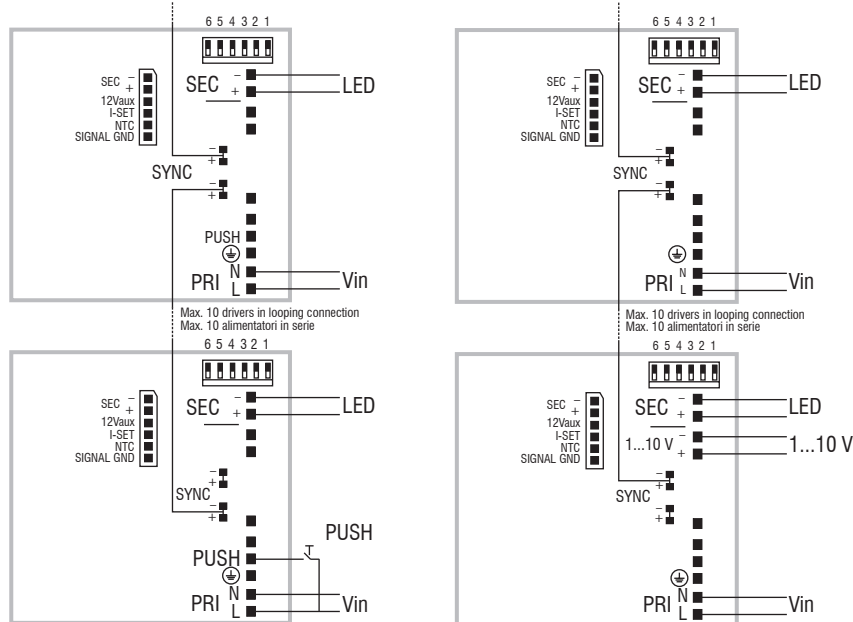 6 5 4 3 2 1
SEC –
+
12Vaux
I-SET
NTC
SIGNAL GND
SEC –
+
LED
–
+
SYNC
–
+
PUSH
N
PRI
L
Vin
Max. 10 drivers in looping connection
Max. 10 alimentatori in serie
6 5 4 3 2 1
SEC –
+
12Vaux
I-SET
NTC
SIGNAL GND
SEC –
+
LED
–
+
SYNC
–
+
PUSH
PUSH
T
N
PRI
L
Vin
6 5 4 3 2 1
SEC –
+
12Vaux
I-SET
NTC
SIGNAL GND
SEC –
+
LED
–
+
SYNC
–
+
N
PRI
L
Vin
Max. 10 drivers in looping connection
Max. 10 alimentatori in serie
6 5 4 3 2 1
SEC –
+
12Vaux
I-SET
NTC
SIGNAL GND
SEC –
+
LED
1...10 V –
+
1...10 V
–
+
SYNC
–
+
N
PRI
L
Vin